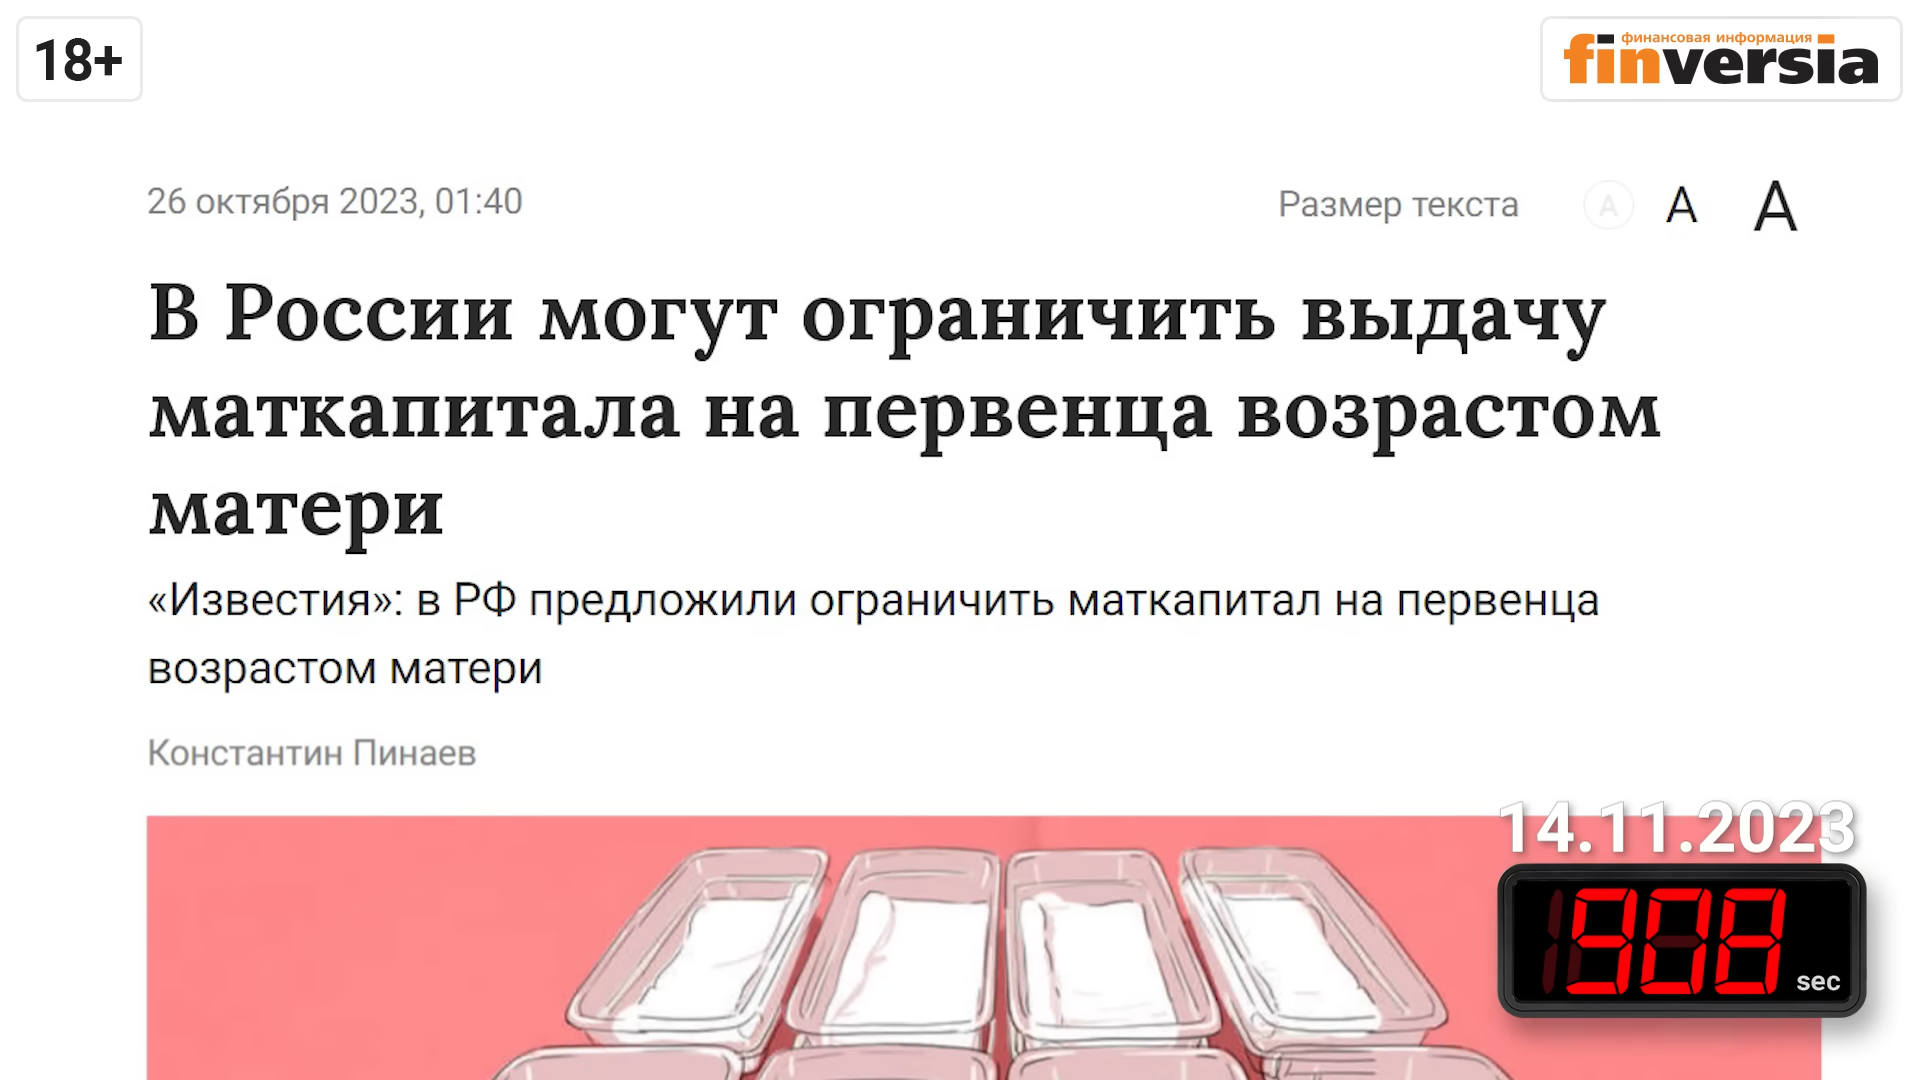 18+
финансовая информация
finversia
26 октября 2023, 01:40
Размер текста A A A
В России могут ограничить выдачу
маткапитала на первенца возрастом
матери
«Известия»: в РФ предложили ограничить маткапитал на первенца
возрастом матери
Константин Пинаев
14.11.2023
908 sec